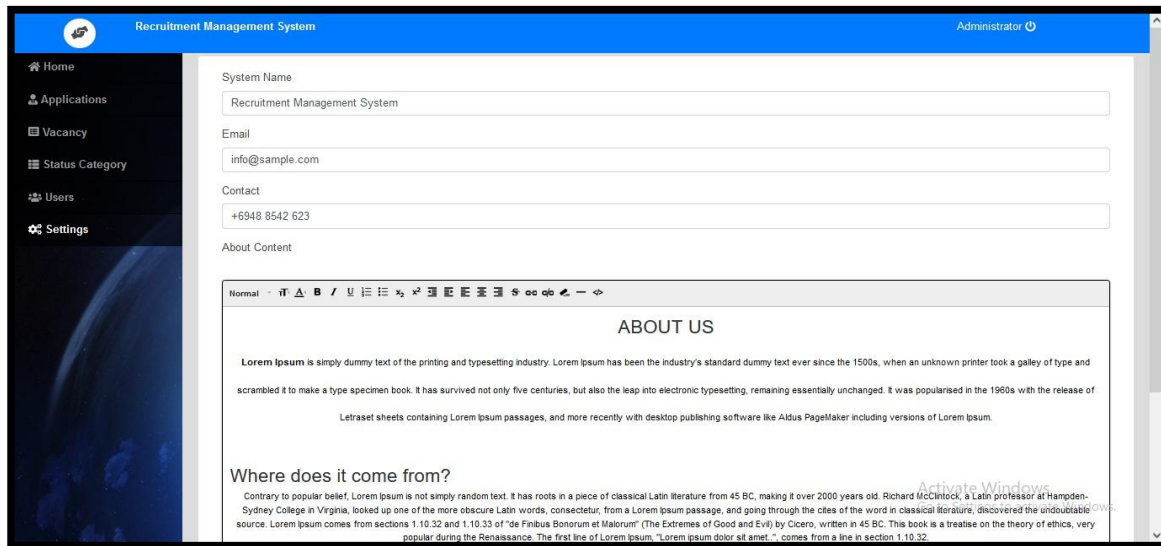 Recruitment Management System
Administrator
Home
Applications
Vacancy
Status Category
Users
Settings
System Name
Recruitment Management System
Email
info@sample.com
Contact
+6948 8542 623
About Content
Normal
ABOUT US
Lorem Ipsum is simply dummy text of the printing and typesetting industry. Lorem Ipsum has been the industry's standard dummy text ever since the 1500s, when an unknown printer took a galley of type and
scrambled it to make a type specimen book. It has survived not only five centuries, but also the leap into electronic typesetting, remaining essentially unchanged. It was popularised in the 1960s with the release of
Letraset sheets containing Lorem Ipsum passages, and more recently with desktop publishing software like Aldus PageMaker including versions of Lorem Ipsum.
Where does it come from?
Contrary to popular belief, Lorem Ipsum is not simply random text. It has roots in a piece of classical Latin literature from 45 BC, making it over 2000 years old. Richard McClintock, a Latin professor at Hampden-
Sydney College in Virginia, looked up one of the more obscure Latin words, consectetur, from a Lorem Ipsum passage, and going through the cites of the word in classical literature, discovered the undoubtable
source. Lorem Ipsum comes from sections 1.10.32 and 1.10.33 of "de Finibus Bonorum et Malorum" (The Extremes of Good and Evil) by Cicero, written in 45 BC. This book is a treatise on the theory of ethics, very
popular during the Renaissance. The first line of Lorem Ipsum, "Lorem ipsum dolor sit amet..", comes from a line in section 1.10.32.
Activate Windows
Go to Settings to activate Windows.